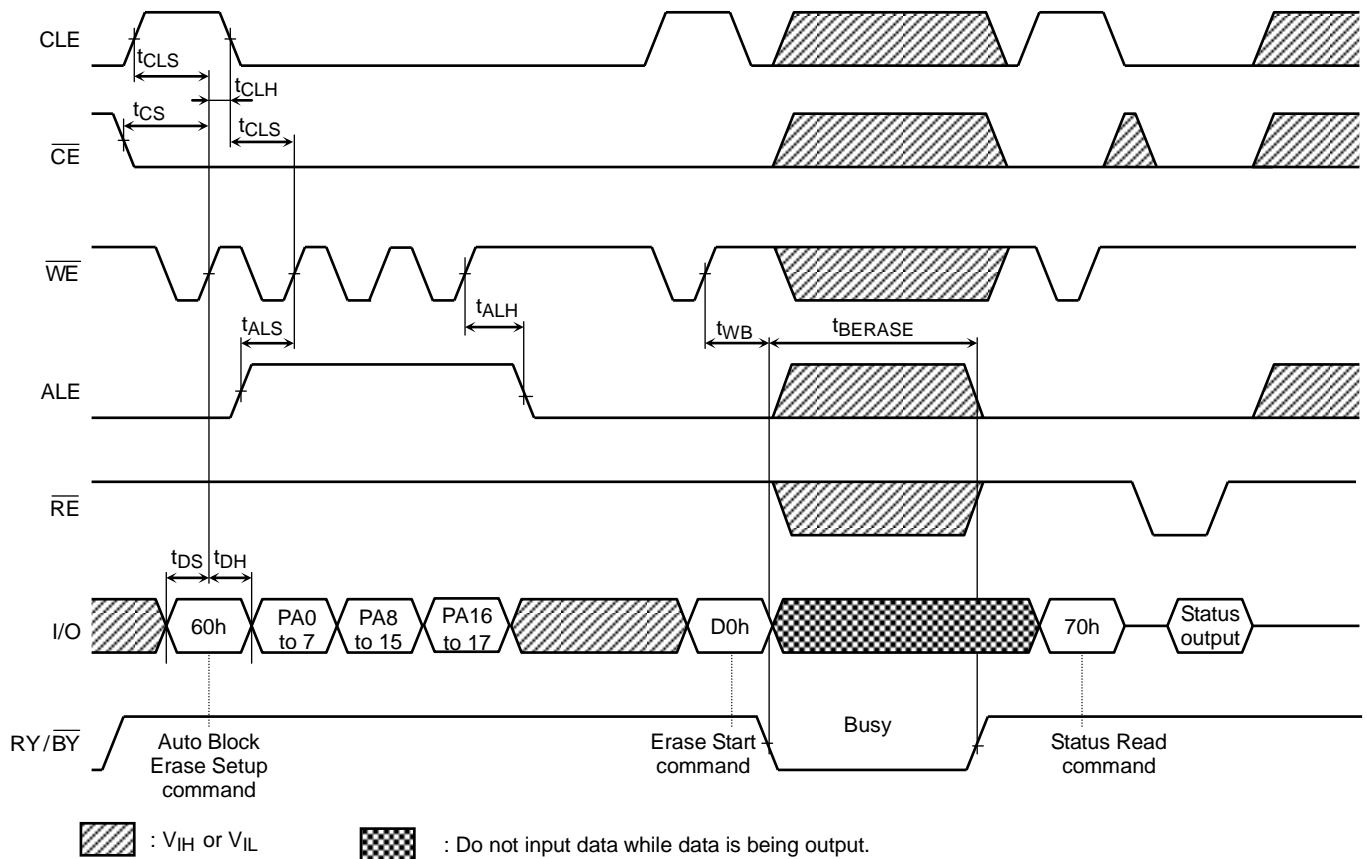 CLE
tCLS
tCLH
tCS
tCLS
CE
WE
tALS
tALH
tWB
tBERASE
ALE
RE
tDS
tDH
I/O
60h
PA0
to 7
PA8
to 15
PA16
to 17
D0h
70h
Status
output
RY/BY
Busy
Auto Block
Erase Setup
command
Erase Start
command
Status Read
command
: VIH or VIL
: Do not input data while data is being output.